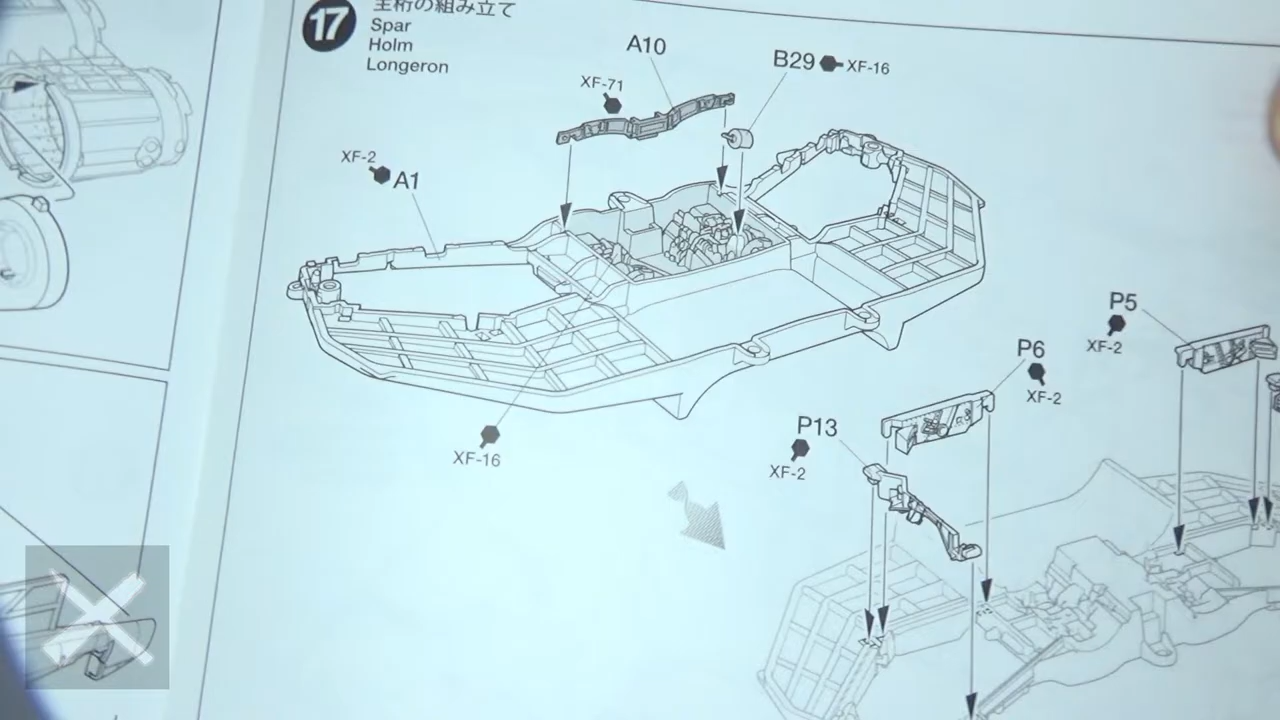 17
主桁の組み立て
Spar
Holm
Longeron
A10
XF-71
B29 XF-16
XF-2
A1
XF-16
P5
XF-2
P6
XF-2
P13
XF-2